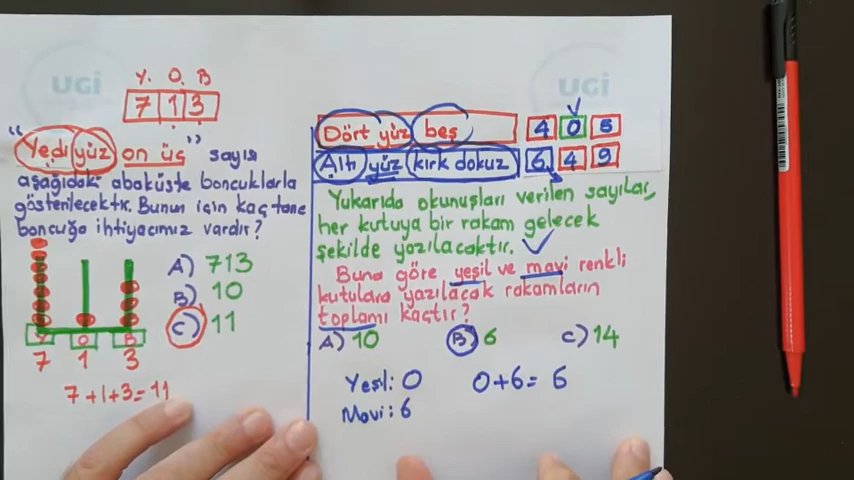 UGİ
UGİ
Y. O. B
7 1 3
"Yedi yüz on üç" sayısı
aşağıdaki abaküste boncuklarla
gösterilecektir. Bunun için kaç tane
boncuğa ihtiyacımız vardır?
A) 713
B) 10
C) 11
Y O B
7 1 3
7+1+3=11
Dört yüz beş 4 0 5
Altı yüz kırk dokuz 6 4 9
Yukarıda okunuşları verilen sayılar,
her kutuya bir rakam gelecek
şekilde yazılacaktır.
Buna göre yeşil ve mavi renkli
kutulara yazılacak rakamların
toplamı kaçtır?
A) 10 B) 6 C) 14
Yeşil: 0 0+6= 6
Mavi: 6